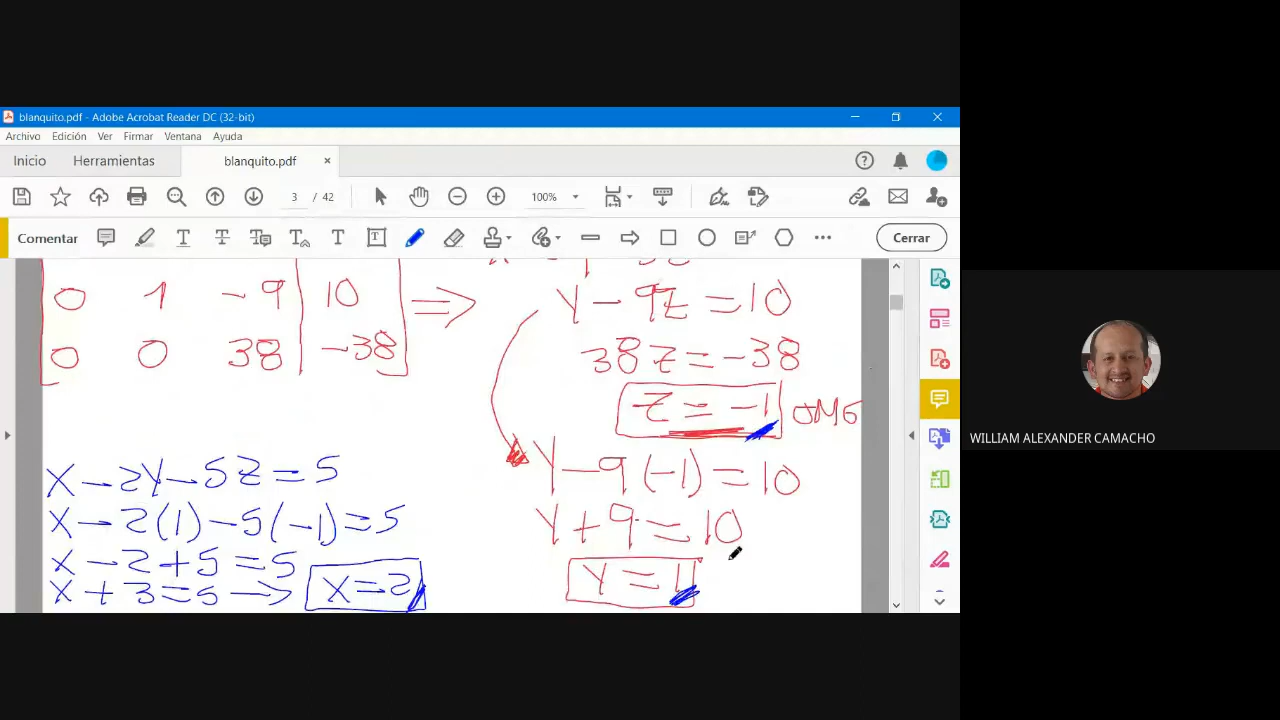 blanquito.pdf - Adobe Acrobat Reader DC (32-bit)
Archivo Edición Ver Firmar Ventana Ayuda
Inicio Herramientas blanquito.pdf ×
3 / 42 100%
Comentar Cerrar
0 1 -9 | 10 ⇒ Y - 9Z = 10
0 0 38 | -38 38Z = -38
Z = -1 OMG
Y - 9(-1) = 10
Y + 9 = 10
Y = 1
X - 2Y - 5Z = 5
X - 2(1) - 5(-1) = 5
X - 2 + 5 = 5
X + 3 = 5 → X = 2
WILLIAM ALEXANDER CAMACHO